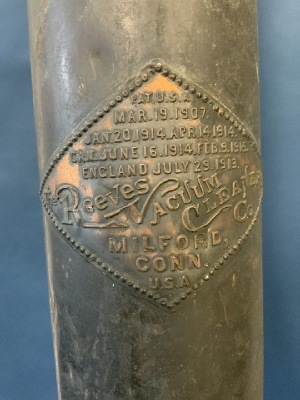 PAT. U.S.A.
MAR. 19. 1907.
JAN. 20. 1914. APR. 14. 1914.
CAN. JUNE 16. 1914. FEB. 9. 1915.
ENGLAND JULY 29. 1913.
The Reeves Vacuum Cleaner Co.
MILFORD,
CONN.
U.S.A.